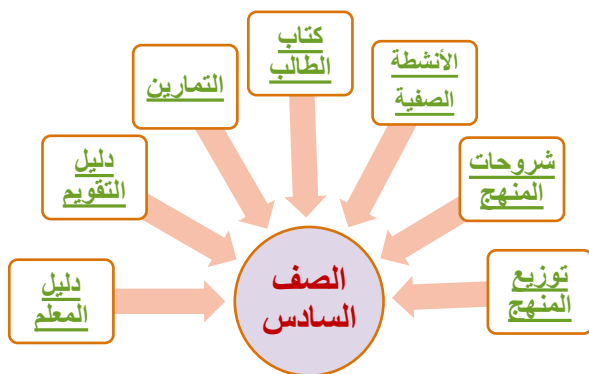 كتاب
الطالب
الأنشطة
الصفية
التمارين
شروحات
المنهج
دليل
التقويم
توزيع
المنهج
دليل
المعلم
الصف
السادس